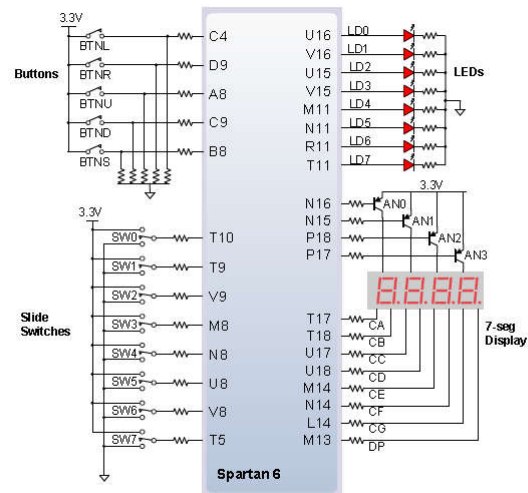 3.3V
Buttons
BTNL
BTNR
BTNU
BTND
BTNS
C4
D9
A8
C9
B8
U16
V16
U15
V15
M11
N11
R11
T11
LD0
LD1
LD2
LD3
LD4
LD5
LD6
LD7
LEDs
3.3V
N16
N15
P18
P17
AN0
AN1
AN2
AN3
8.8.8.8.
7-seg
Display
T17
T18
U17
U18
M14
N14
L14
M13
CA
CB
CC
CD
CE
CF
CG
DP
3.3V
Slide
Switches
SW0
SW1
SW2
SW3
SW4
SW5
SW6
SW7
T10
T9
V9
M8
N8
U8
V8
T5
Spartan 6